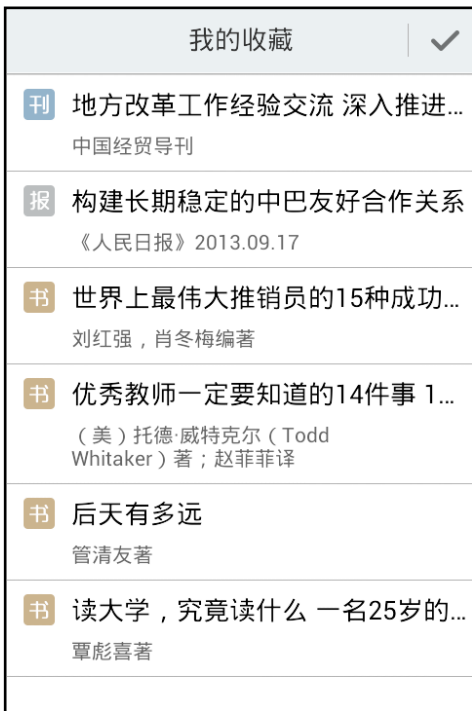 我的收藏
刊 地方改革工作经验交流 深入推进...
中国经贸导刊
报 构建长期稳定的中巴友好合作关系
《人民日报》2013.09.17
书 世界上最伟大推销员的15种成功...
刘红强，肖冬梅编著
书 优秀教师一定要知道的14件事 1...
（美）托德·威特克尔（Todd
Whitaker）著；赵菲菲译
书 后天有多远
管清友著
书 读大学，究竟读什么 一名25岁的...
覃彪喜著